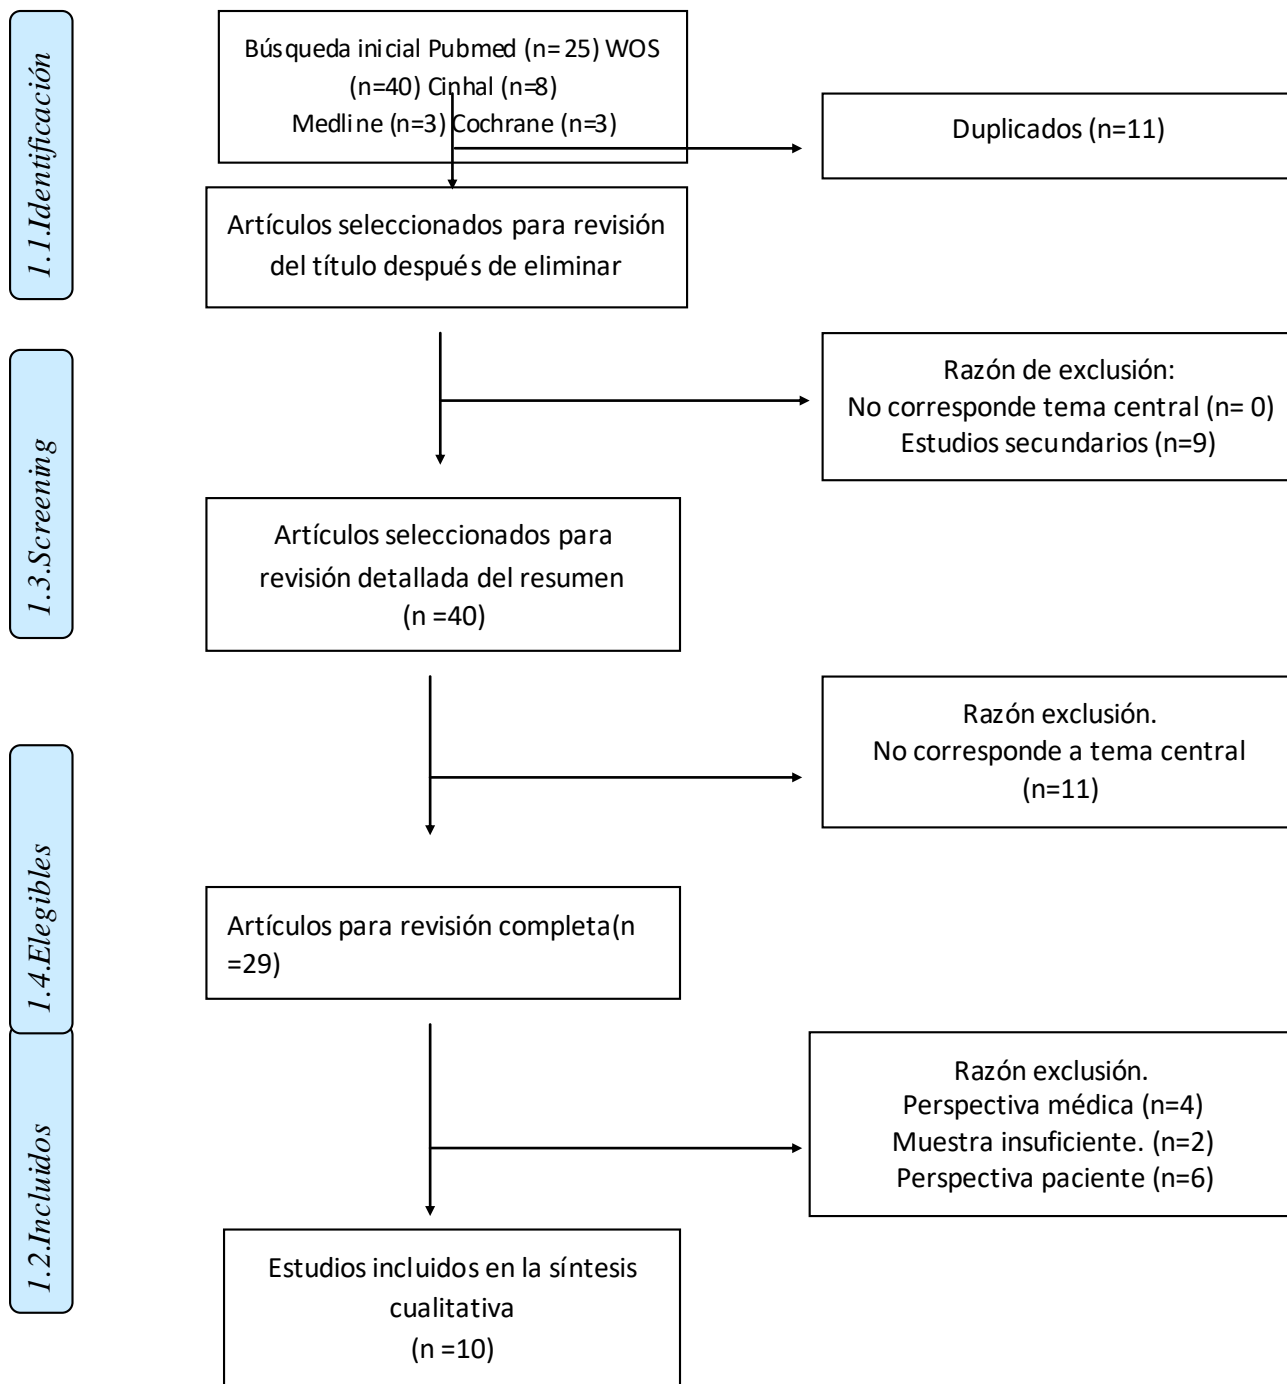 1.1.Identificación
Búsqueda inicial Pubmed (n=25) WOS
(n=40) Cinhal (n=8)
Medline (n=3) Cochrane (n=3)
Duplicados (n=11)
Artículos seleccionados para revisión
del título después de eliminar
1.3.Screening
Razón de exclusión:
No corresponde tema central (n= 0)
Estudios secundarios (n=9)
Artículos seleccionados para
revisión detallada del resumen
(n =40)
Razón exclusión.
No corresponde a tema central
(n=11)
1.4.Elegibles
Artículos para revisión completa(n
=29)
1.2.Incluidos
Razón exclusión.
Perspectiva médica (n=4)
Muestra insuficiente. (n=2)
Perspectiva paciente (n=6)
Estudios incluidos en la síntesis
cualitativa
(n =10)